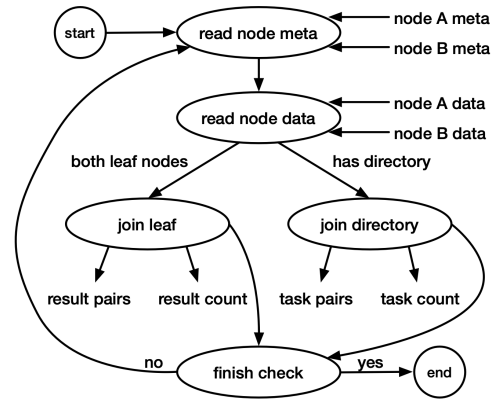 start
read node meta
node A meta
node B meta
read node data
node A data
node B data
both leaf nodes
has directory
join leaf
join directory
result pairs
result count
task pairs
task count
no
finish check
yes
end